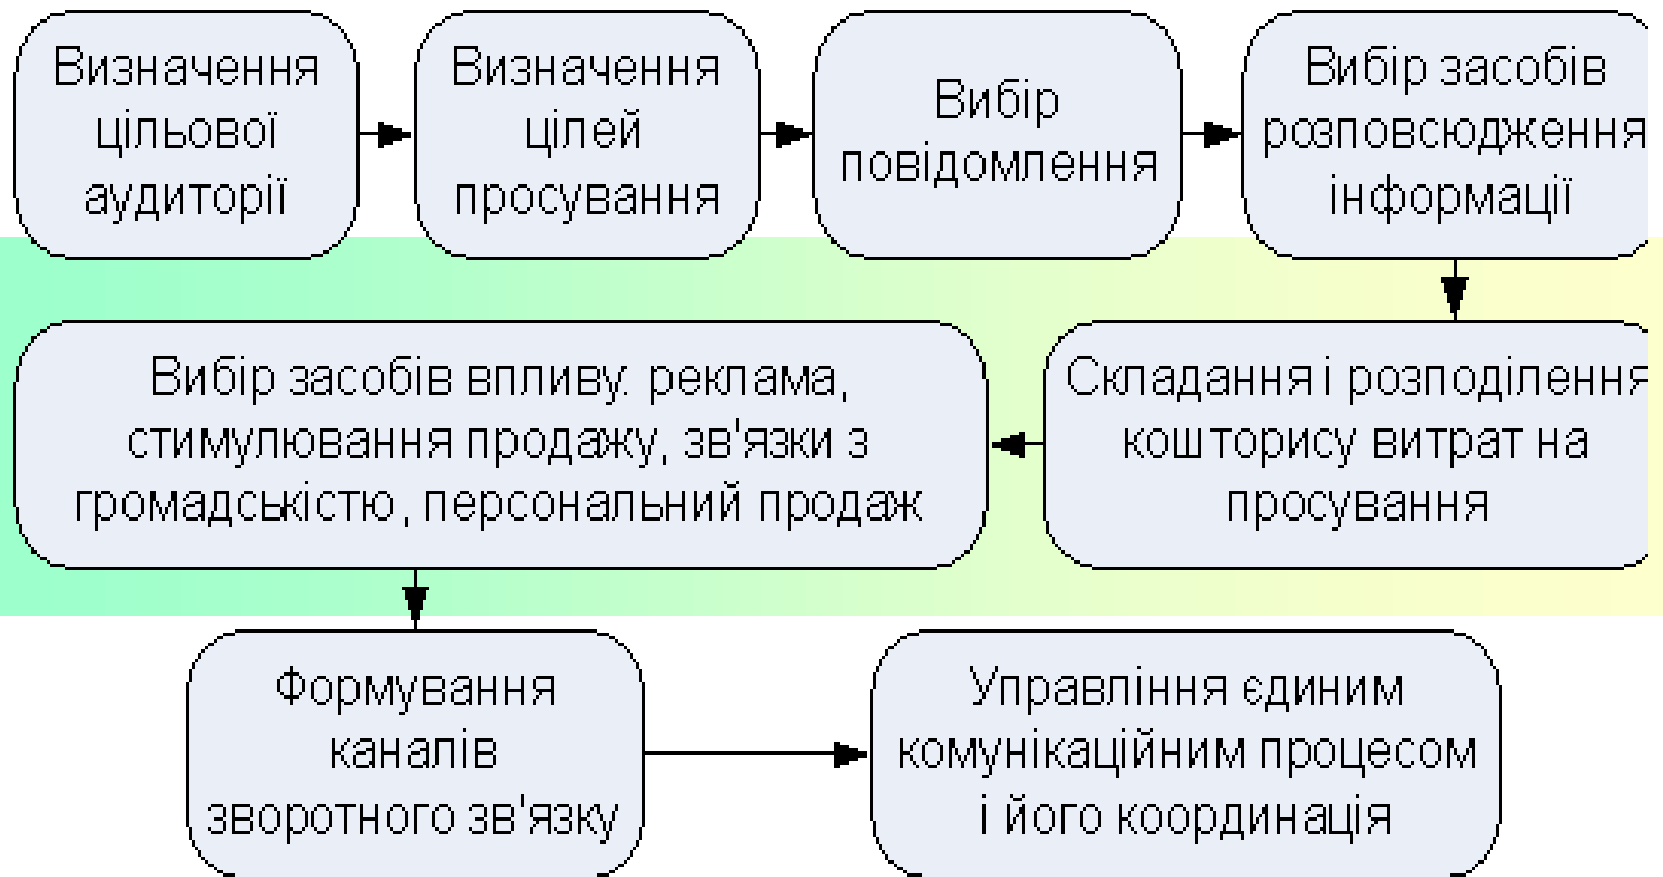 Визначення
цільової
аудиторії
Визначення
цілей
просування
Вибір
повідомлення
Вибір засобів
розповсюдження
інформації
Складання і розподілення
кошторису витрат на
просування
Вибір засобів впливу: реклама,
стимулювання продажу, зв'язки з
громадськістю, персональний продаж
Формування
каналів
зворотного зв'язку
Управління єдиним
комунікаційним процесом
і його координація